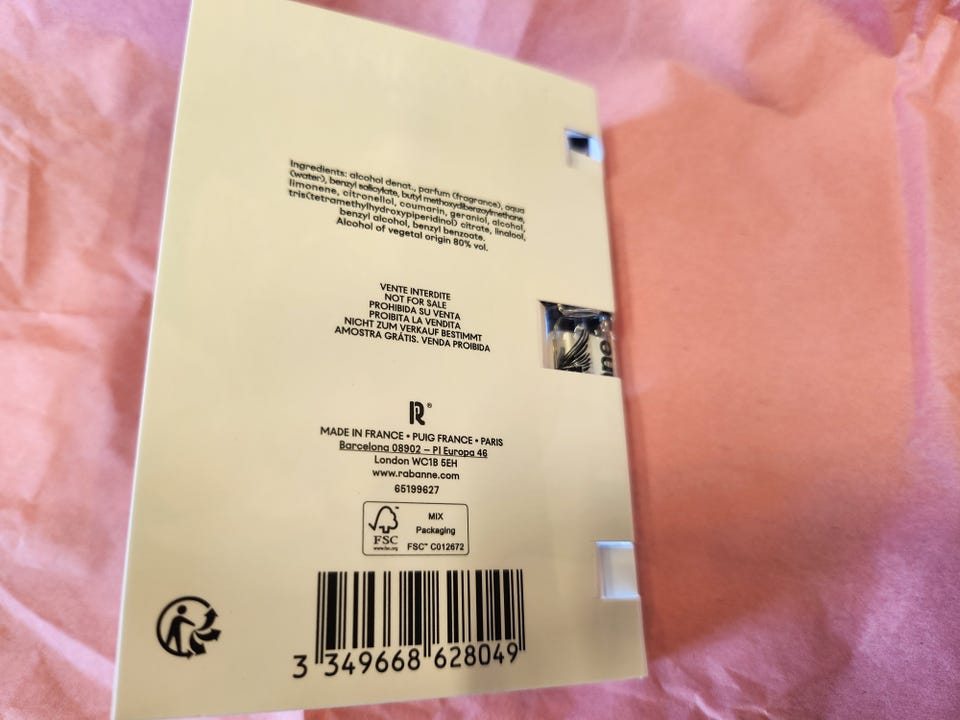 Ingredients: alcohol denat., parfum (fragrance), aqua
(water), benzyl salicylate, butyl methoxydibenzoylmethane,
limonene, citronellol, coumarin, geraniol, alcohol,
tris(tetramethylhydroxypiperidinol) citrate, linalool,
benzyl alcohol, benzyl benzoate.
Alcohol of vegetal origin 80% vol.
VENTE INTERDITE
NOT FOR SALE
PROHIBIDA SU VENTA
PROIBITA LA VENDITA
NICHT ZUM VERKAUF BESTIMMT
AMOSTRA GRÁTIS. VENDA PROIBIDA
R®
MADE IN FRANCE • PUIG FRANCE • PARIS
Barcelona 08902 – Pl Europa 46
London WC1B 5EH
www.rabanne.com
65199627
FSC™
www.fsc.org
MIX
Packaging
FSC™ C012672
3 349668 628049